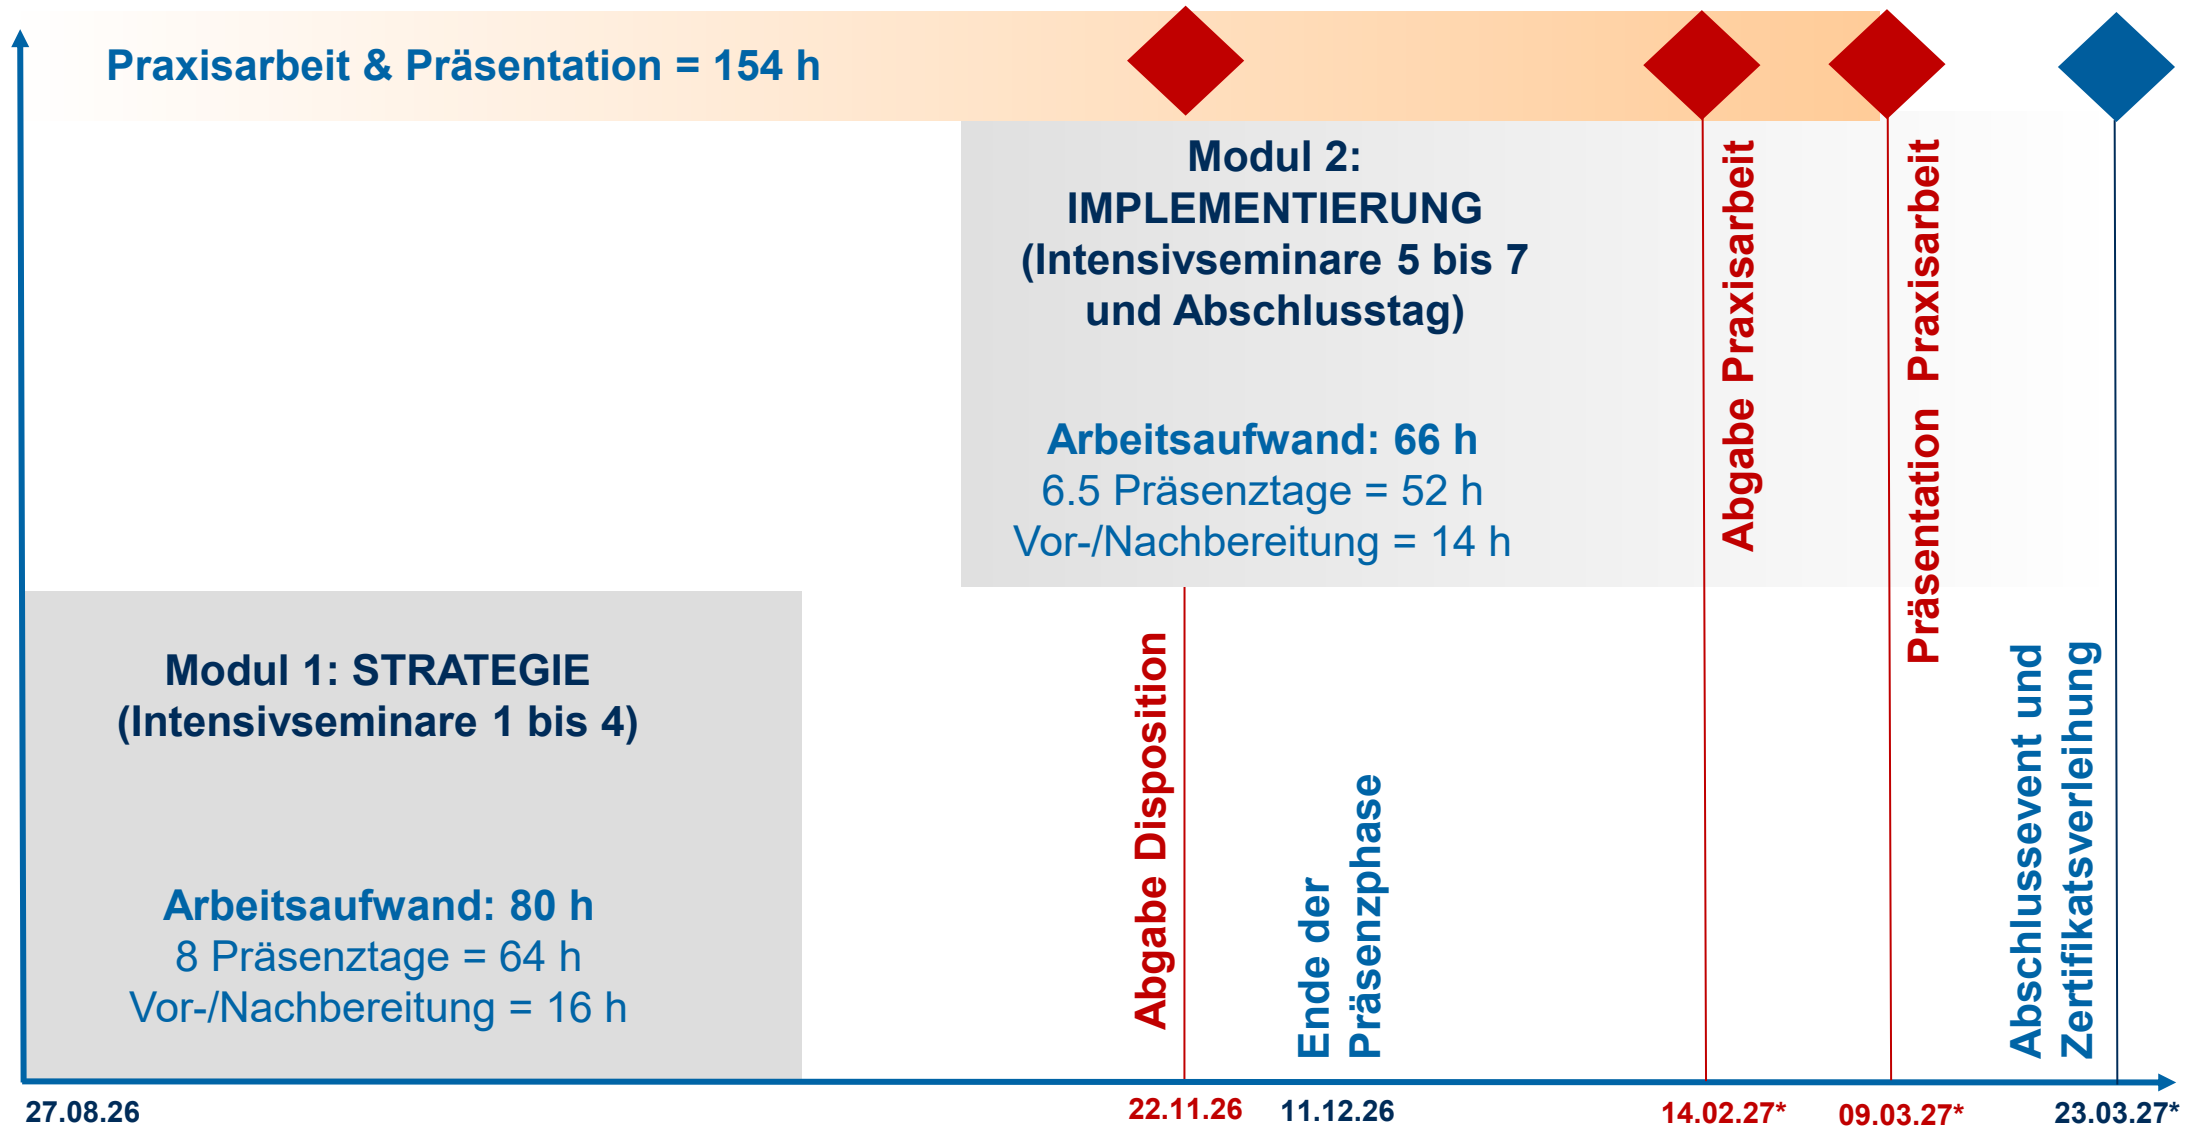 Praxisarbeit & Präsentation = 154 h
Modul 2:
IMPLEMENTIERUNG
(Intensivseminare 5 bis 7
und Abschlusstag)
Arbeitsaufwand: 66 h
6.5 Präsenztage = 52 h
Vor-/Nachbereitung = 14 h
Modul 1: STRATEGIE
(Intensivseminare 1 bis 4)
Arbeitsaufwand: 80 h
8 Präsenztage = 64 h
Vor-/Nachbereitung = 16 h
Abgabe Disposition
Ende der
Präsenzphase
Abgabe Praxisarbeit
Präsentation Praxisarbeit
Abschlussevent und
Zertifikatsverleihung
27.08.26
22.11.26
11.12.26
14.02.27*
09.03.27*
23.03.27*